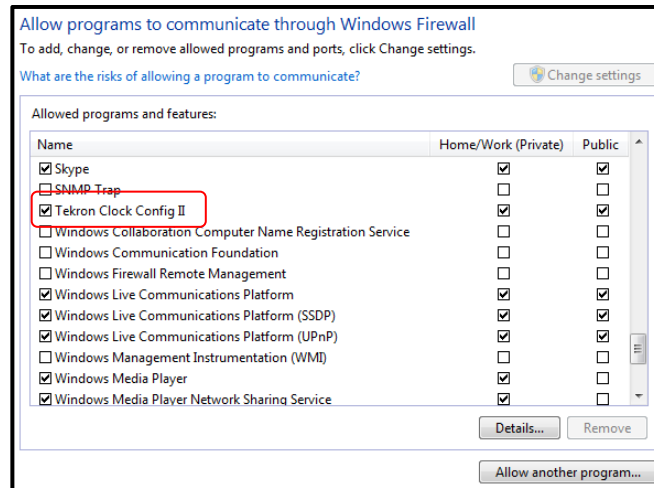 Allow programs to communicate through Windows Firewall
To add, change, or remove allowed programs and ports, click Change settings.
What are the risks of allowing a program to communicate?
Change settings
Allowed programs and features:
Name Home/Work (Private) Public
Skype
SNMP Trap
Tekron Clock Config II
Windows Collaboration Computer Name Registration Service
Windows Communication Foundation
Windows Firewall Remote Management
Windows Live Communications Platform
Windows Live Communications Platform (SSDP)
Windows Live Communications Platform (UPnP)
Windows Management Instrumentation (WMI)
Windows Media Player
Windows Media Player Network Sharing Service
Details... Remove
Allow another program...